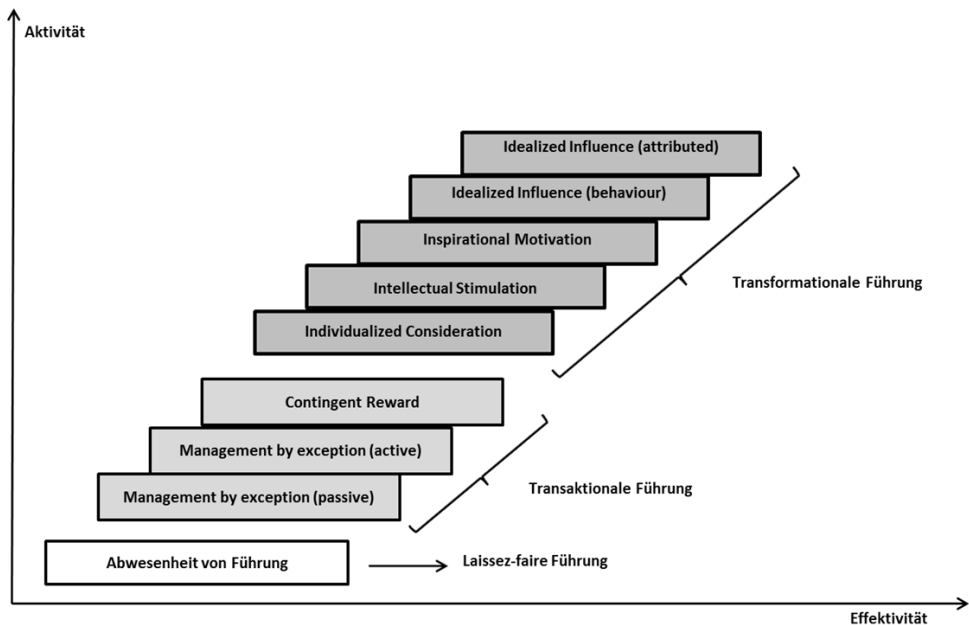 Aktivität
Idealized Influence (attributed)
Idealized Influence (behaviour)
Inspirational Motivation
Transformationale Führung
Intellectual Stimulation
Individualized Consideration
Contingent Reward
Management by exception (active)
Transaktionale Führung
Management by exception (passive)
Abwesenheit von Führung
Laissez-faire Führung
Effektivität